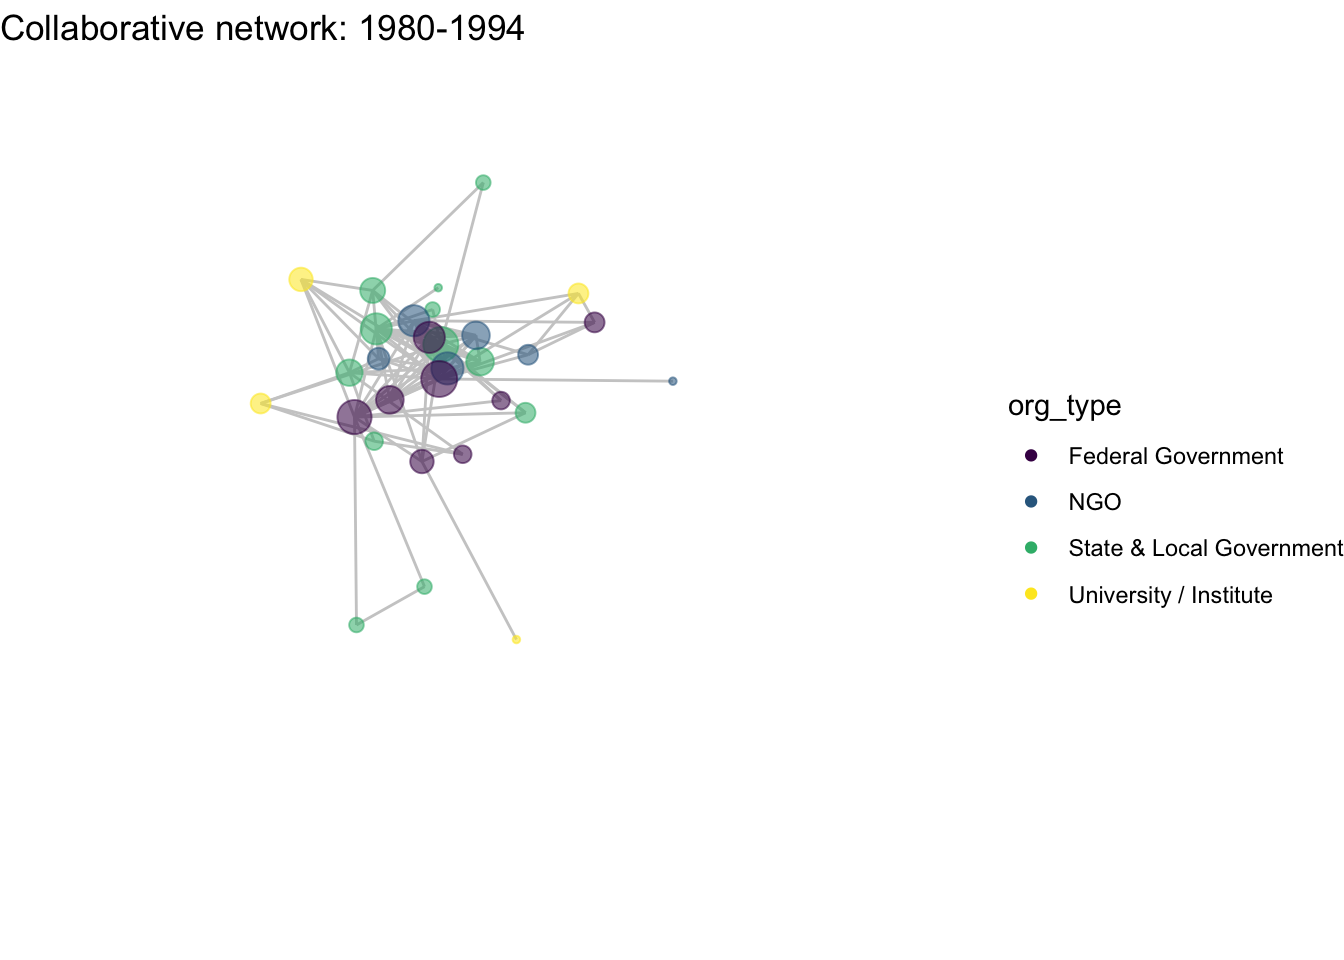 Collaborative network: 1980-1994
org_type
Federal Government
NGO
State & Local Government
University / Institute